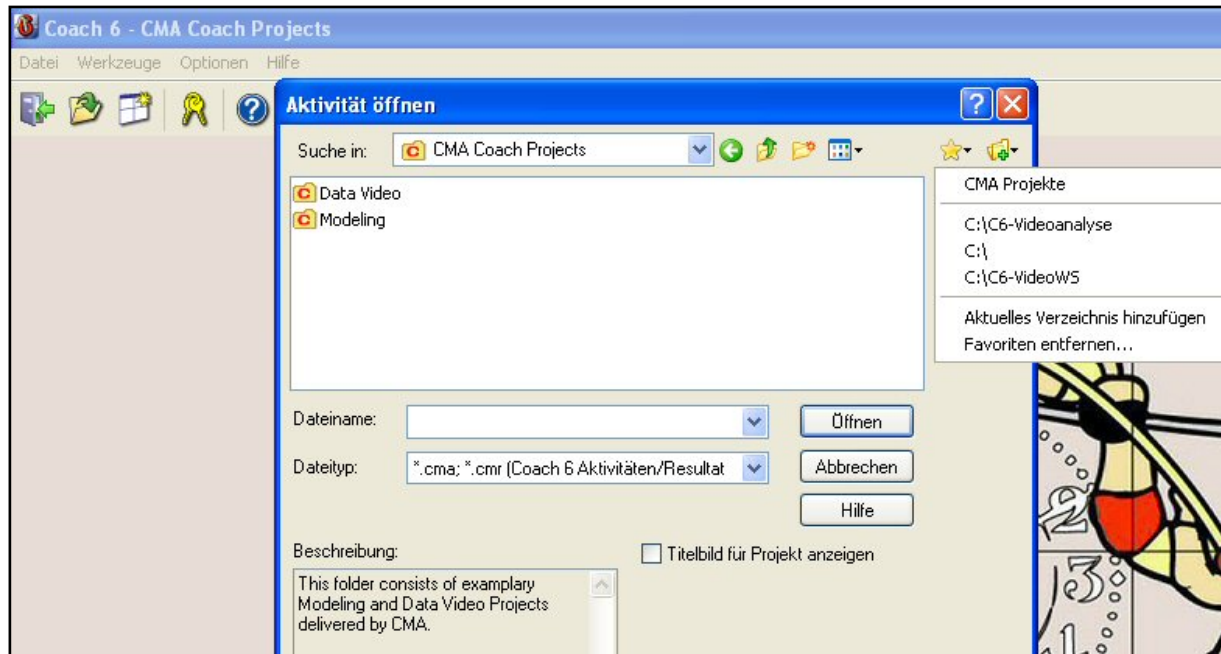 Coach 6 - CMA Coach Projects
Datei Werkzeuge Optionen Hilfe
Aktivität öffnen
Suche in: CMA Coach Projects
Data Video
Modeling
CMA Projekte
C:\C6-Videoanalyse
C:\
C:\C6-VideoWS
Aktuelles Verzeichnis hinzufügen
Favoriten entfernen...
Dateiname:
Öffnen
Dateityp: *.cma; *.cmr (Coach 6 Aktivitäten/Resultat
Abbrechen
Hilfe
Beschreibung:
Titelbild für Projekt anzeigen
This folder consists of examplary
Modeling and Data Video Projects
delivered by CMA.
2
3
1